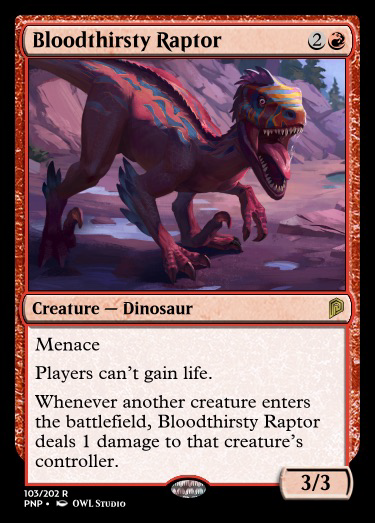 Bloodthirsty Raptor 2
Creature — Dinosaur
Menace
Players can't gain life.
Whenever another creature enters
the battlefield, Bloodthirsty Raptor
deals 1 damage to that creature's
controller.
3/3
103/202 R
PNP • OWL Studio